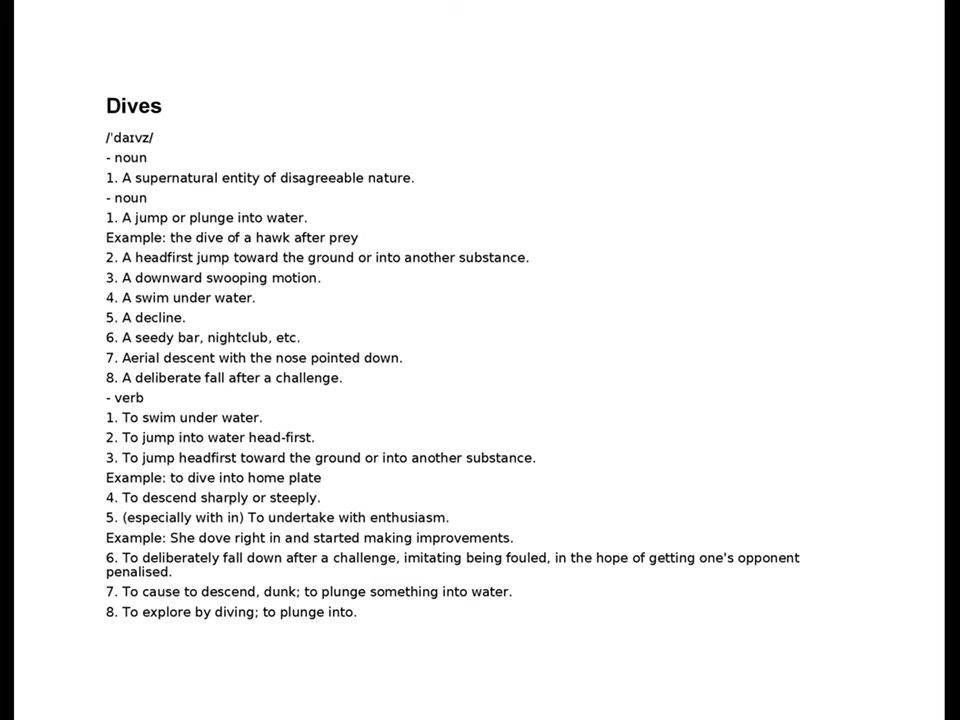 Dives
/ˈdaɪvz/
- noun
1. A supernatural entity of disagreeable nature.
- noun
1. A jump or plunge into water.
Example: the dive of a hawk after prey
2. A headfirst jump toward the ground or into another substance.
3. A downward swooping motion.
4. A swim under water.
5. A decline.
6. A seedy bar, nightclub, etc.
7. Aerial descent with the nose pointed down.
8. A deliberate fall after a challenge.
- verb
1. To swim under water.
2. To jump into water head-first.
3. To jump headfirst toward the ground or into another substance.
Example: to dive into home plate
4. To descend sharply or steeply.
5. (especially with in) To undertake with enthusiasm.
Example: She dove right in and started making improvements.
6. To deliberately fall down after a challenge, imitating being fouled, in the hope of getting one's opponent
penalised.
7. To cause to descend, dunk; to plunge something into water.
8. To explore by diving; to plunge into.